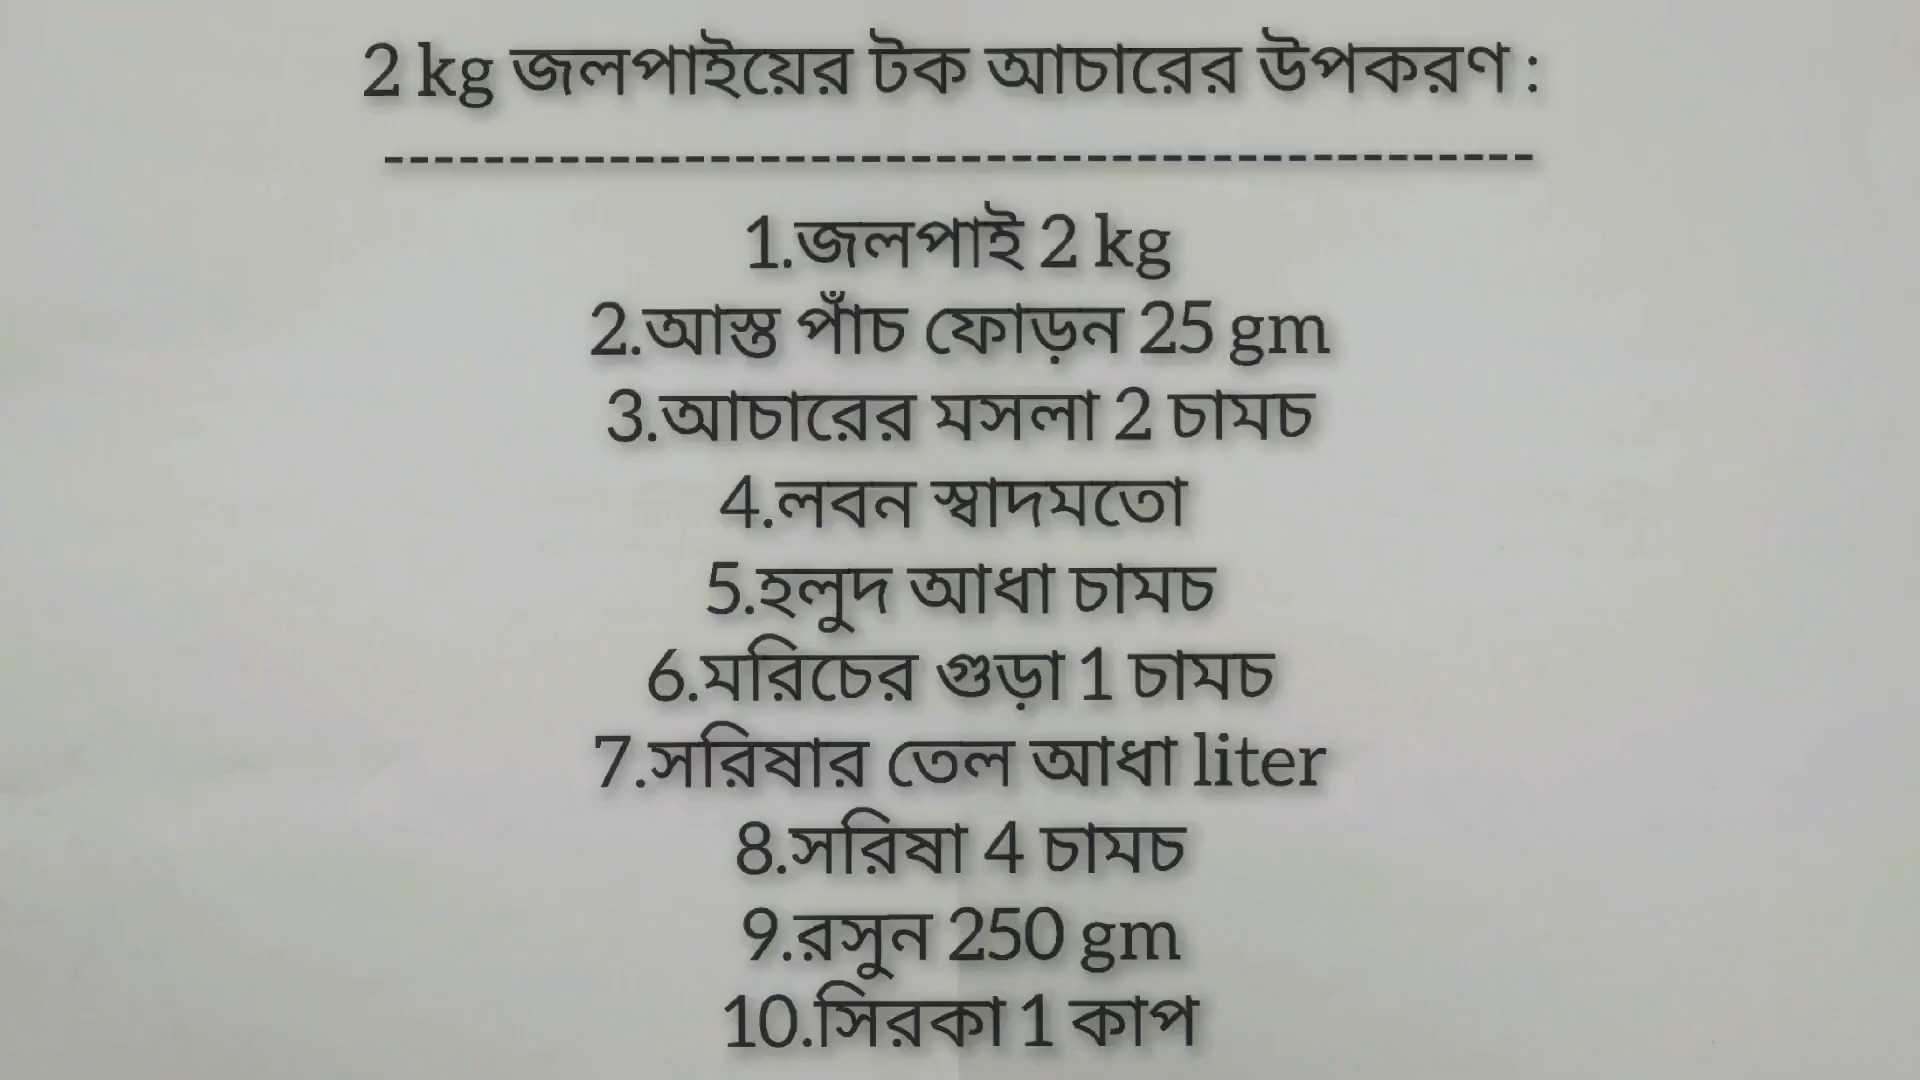 2 kg জলপাইয়ের টক আচারের উপকরণ :
----------------------------------------------
1.জলপাই 2 kg
2.আস্ত পাঁচ ফোড়ন 25 gm
3.আচারের মসলা 2 চামচ
4.লবন স্বাদমতো
5.হলুদ আধা চামচ
6.মরিচের গুড়া 1 চামচ
7.সরিষার তেল আধা liter
8.সরিষা 4 চামচ
9.রসুন 250 gm
10.সিরকা 1 কাপ